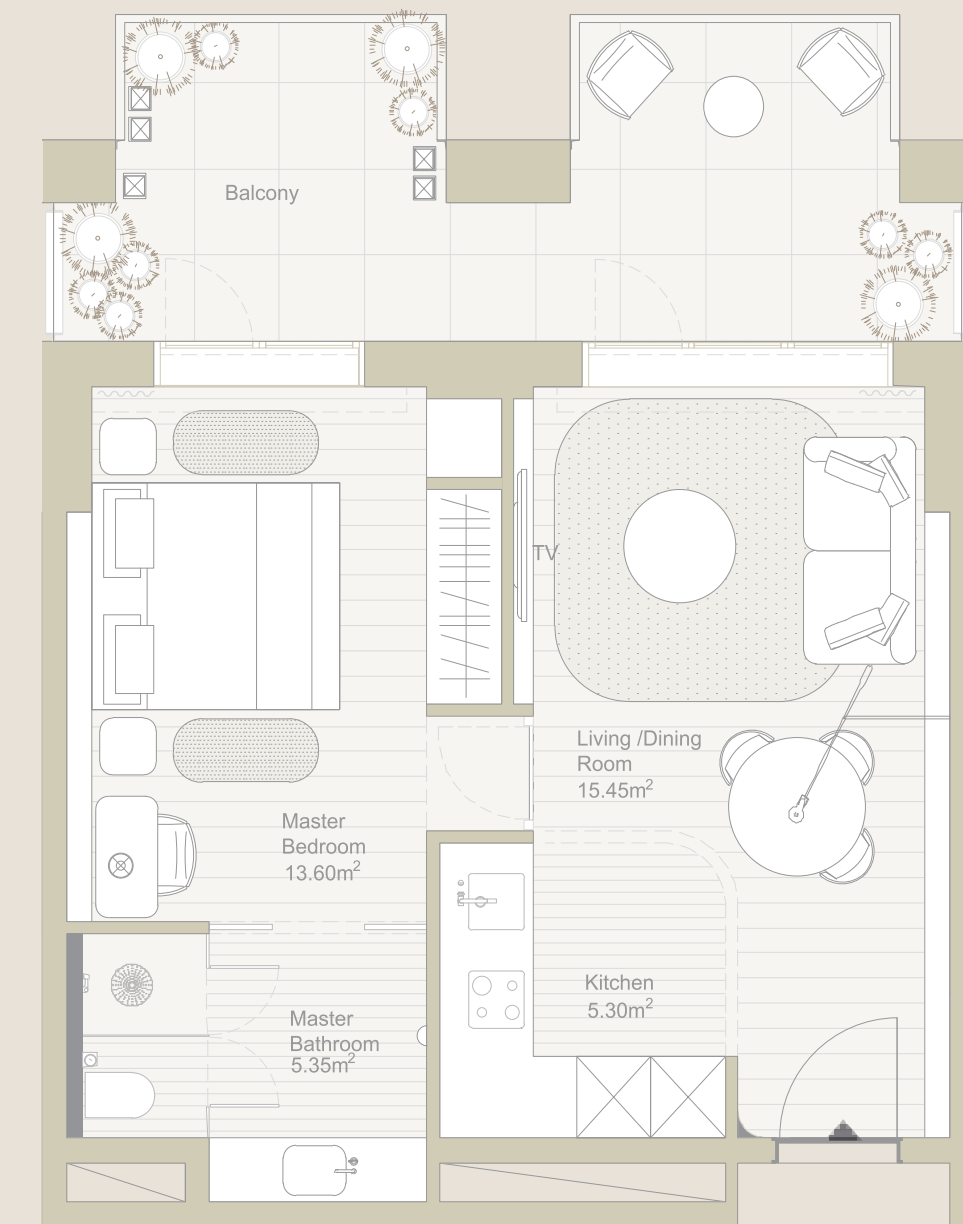 Balcony
TV
Living /Dining
Room
15.45m²
Master
Bedroom
13.60m²
Kitchen
5.30m²
Master
Bathroom
5.35m²